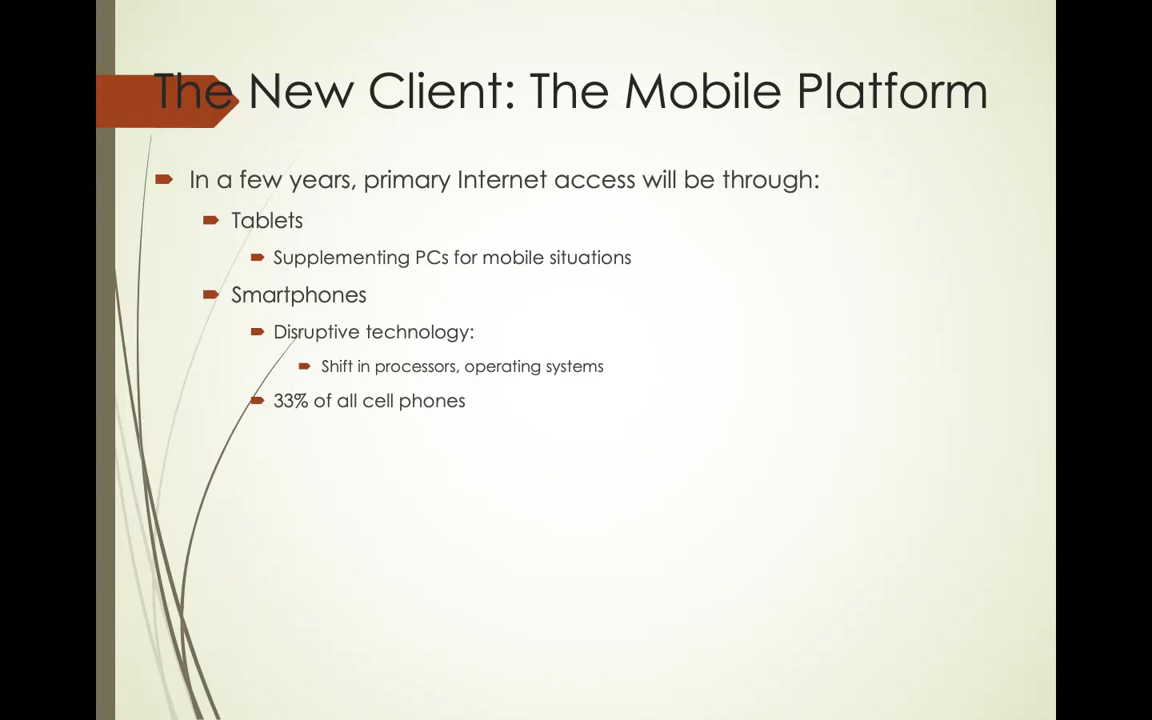 The New Client: The Mobile Platform
In a few years, primary Internet access will be through:
Tablets
Supplementing PCs for mobile situations
Smartphones
Disruptive technology:
Shift in processors, operating systems
33% of all cell phones